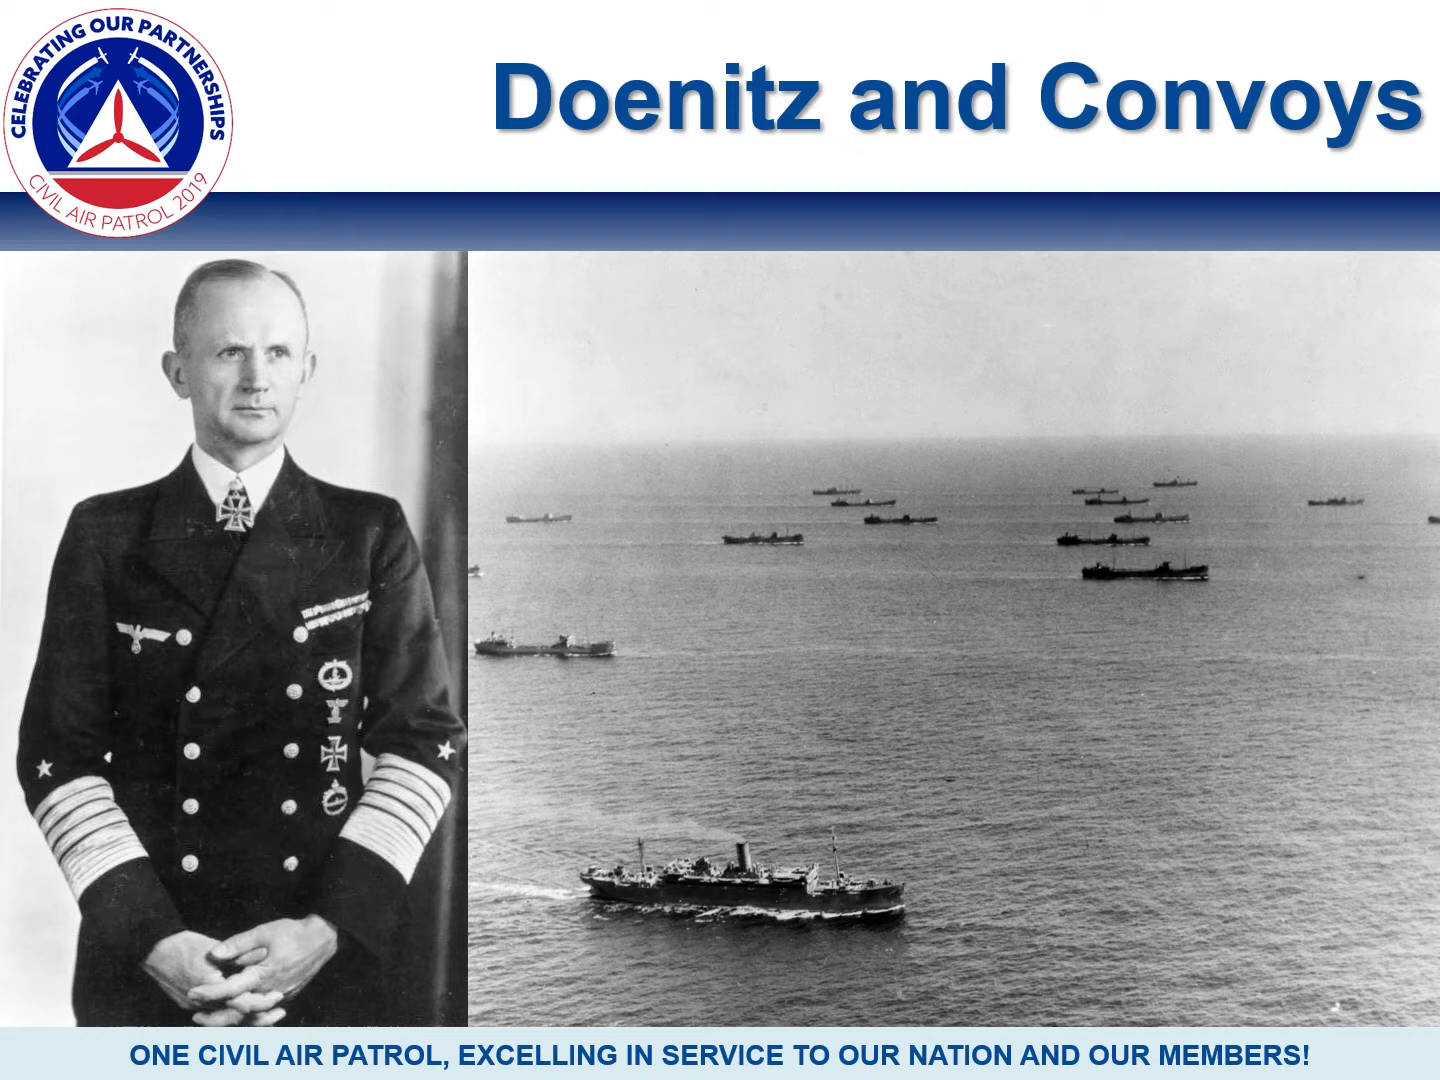 CELEBRATING OUR PARTNERSHIPS
CIVIL AIR PATROL 2019
Doenitz and Convoys
ONE CIVIL AIR PATROL, EXCELLING IN SERVICE TO OUR NATION AND OUR MEMBERS!